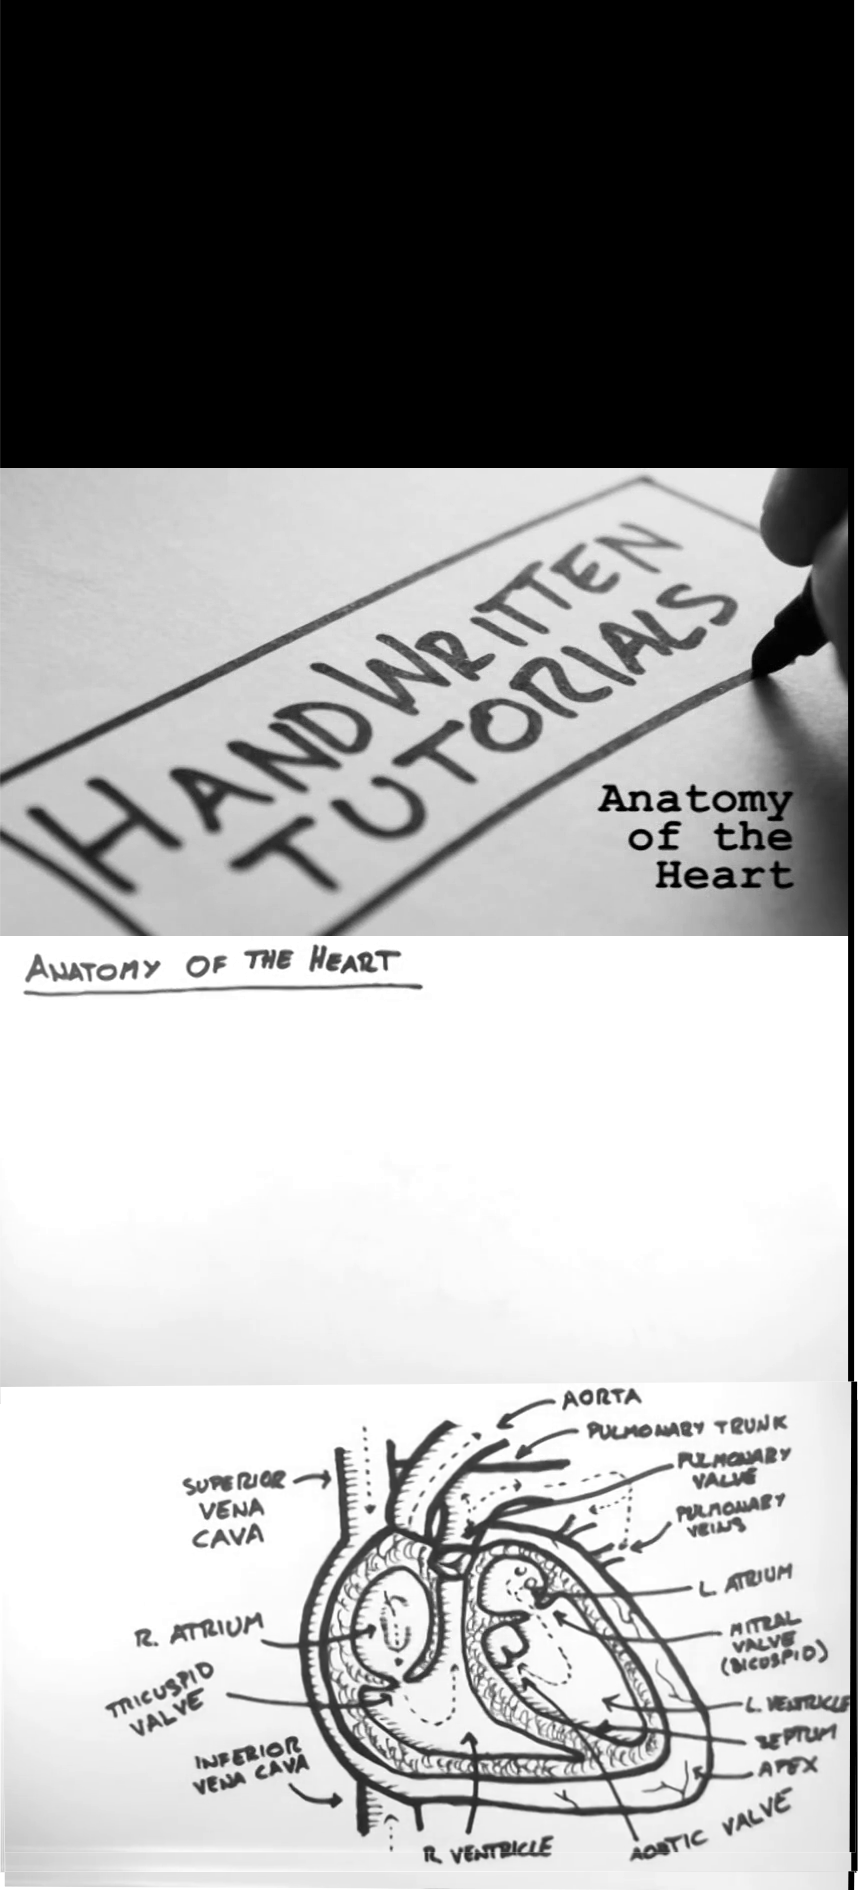 HANDWRITTEN
TUTORIALS
Anatomy
of the
Heart
ANATOMY OF THE HEART
AORTA
PULMONARY TRUNK
PULMONARY
VALVE
SUPERIOR
VENA
CAVA
PULMONARY
VEINS
L. ATRIUM
R. ATRIUM
MITRAL
VALVE
(BICUSPID)
TRICUSPID
VALVE
L. VENTRICLE
SEPTUM
INFERIOR
VENA CAVA
APEX
AORTIC VALVE
R. VENTRICLE